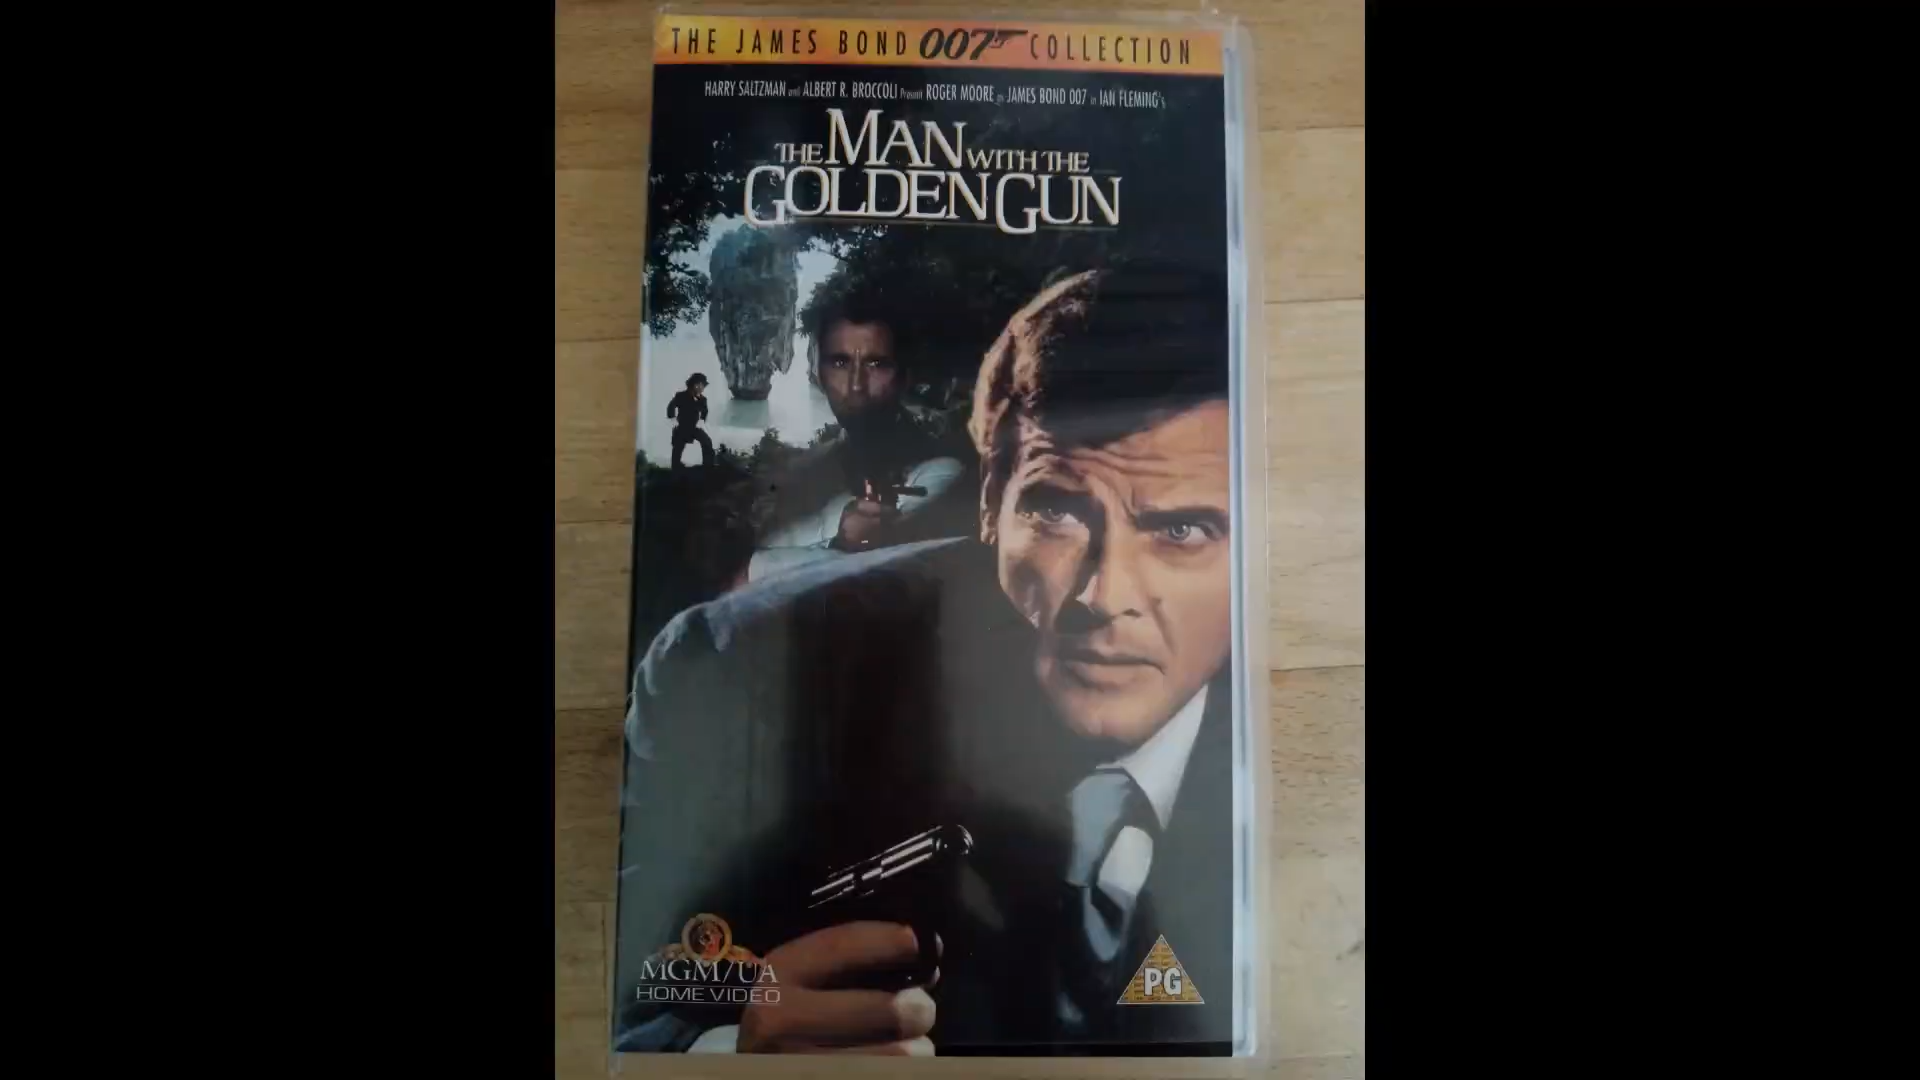 THE JAMES BOND 007 COLLECTION
HARRY SALTZMAN and ALBERT R. BROCCOLI Present ROGER MOORE as JAMES BOND 007 in IAN FLEMING's
THE MAN WITH THE
GOLDEN GUN
MGM/UA
HOME VIDEO
PG